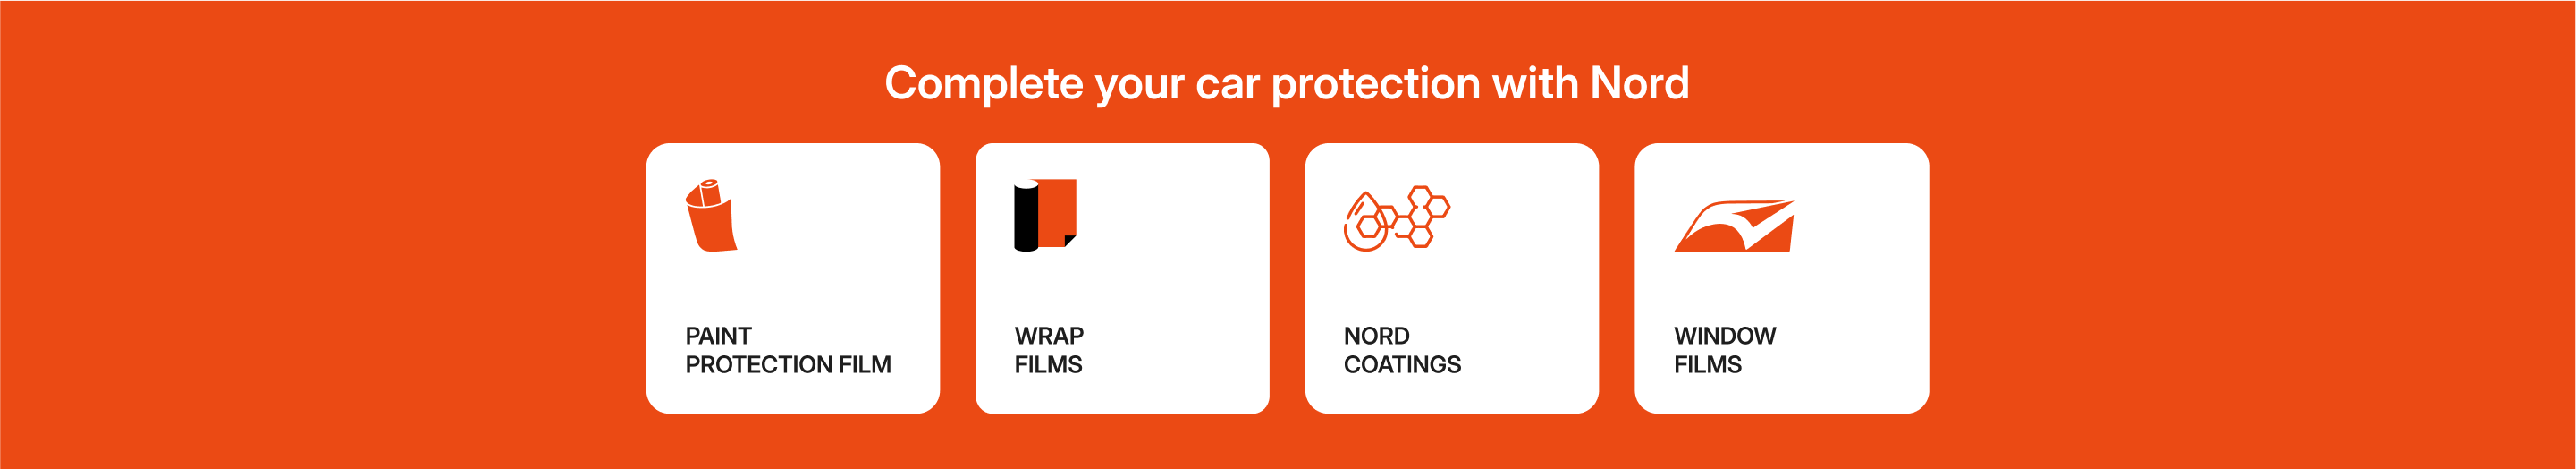 Complete your car protection with Nord
PAINT
PROTECTION FILM
WRAP
FILMS
NORD
COATINGS
WINDOW
FILMS